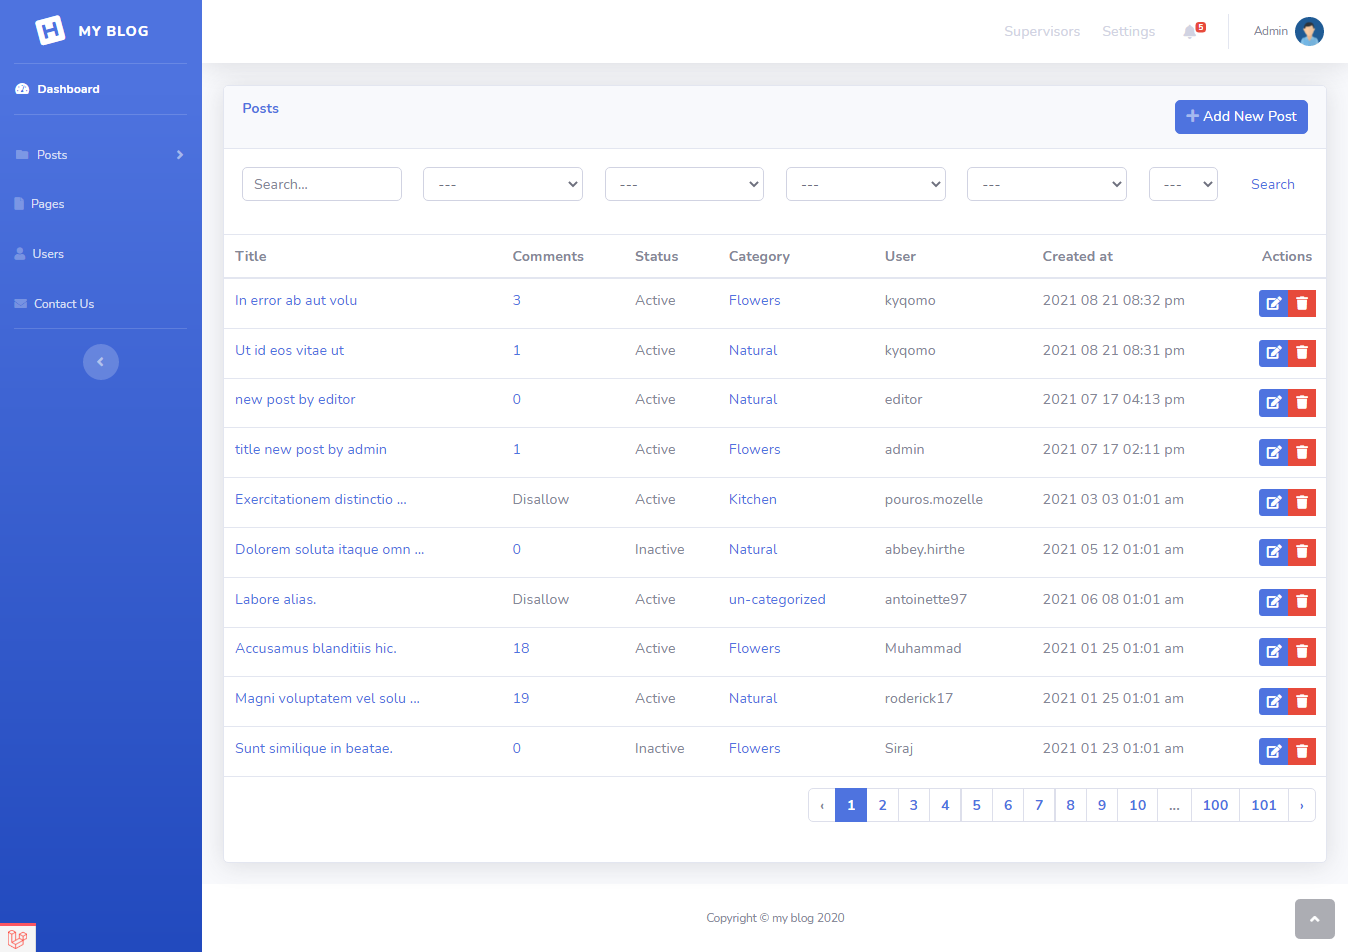 H MY BLOG
Supervisors Settings 5 Admin
Dashboard
Posts
Pages
Users
Contact Us
Posts
Add New Post
Search... --- --- --- --- --- Search
Title Comments Status Category User Created at Actions
In error ab aut volu 3 Active Flowers kyqomo 2021 08 21 08:32 pm
Ut id eos vitae ut 1 Active Natural kyqomo 2021 08 21 08:31 pm
new post by editor 0 Active Natural editor 2021 07 17 04:13 pm
title new post by admin 1 Active Flowers admin 2021 07 17 02:11 pm
Exercitationem distinctio ... Disallow Active Kitchen pouros.mozelle 2021 03 03 01:01 am
Dolorem soluta itaque omn ... 0 Inactive Natural abbey.hirthe 2021 05 12 01:01 am
Labore alias. Disallow Active un-categorized antoinette97 2021 06 08 01:01 am
Accusamus blanditiis hic. 18 Active Flowers Muhammad 2021 01 25 01:01 am
Magni voluptatem vel solu ... 19 Active Natural roderick17 2021 01 25 01:01 am
Sunt similique in beatae. 0 Inactive Flowers Siraj 2021 01 23 01:01 am
‹ 1 2 3 4 5 6 7 8 9 10 ... 100 101 ›
Copyright © my blog 2020